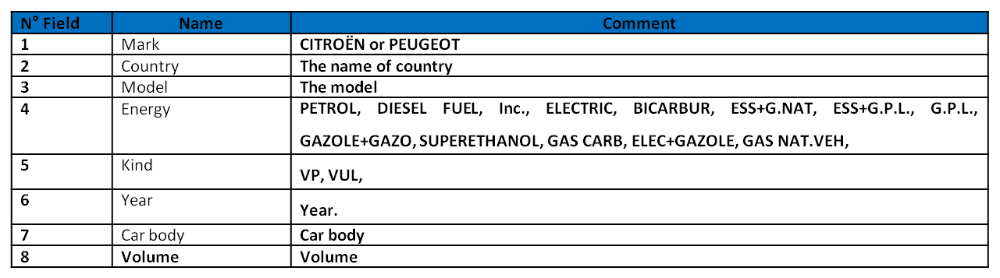 N° Field Name Comment
1 Mark CITROËN or PEUGEOT
2 Country The name of country
3 Model The model
4 Energy PETROL, DIESEL FUEL, Inc., ELECTRIC, BICARBUR, ESS+G.NAT, ESS+G.P.L., G.P.L.,
GAZOLE+GAZO, SUPERETHANOL, GAS CARB, ELEC+GAZOLE, GAS NAT.VEH,
5 Kind VP, VUL,
6 Year Year.
7 Car body Car body
8 Volume Volume